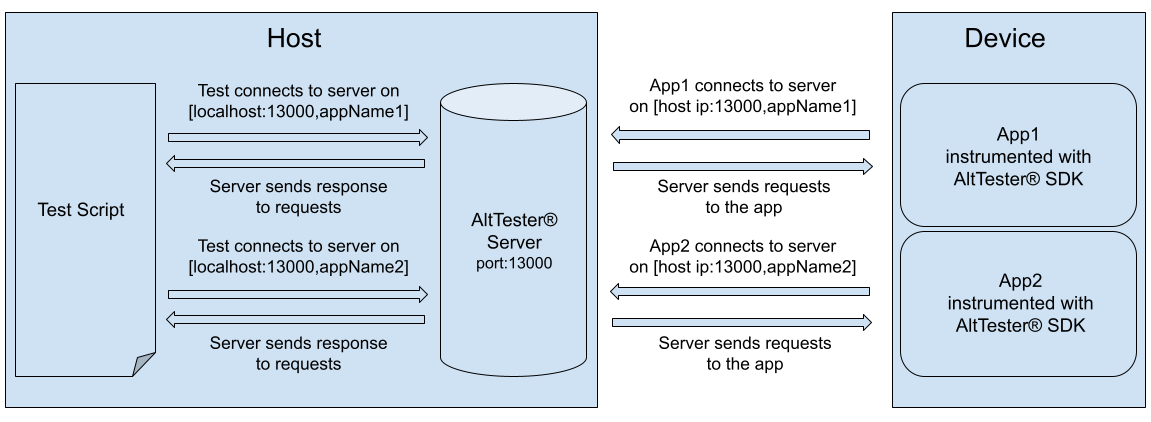 Host
Device
Test Script
Test connects to server on
[localhost:13000,appName1]
Server sends response
to requests
Test connects to server on
[localhost:13000,appName2]
Server sends response
to requests
AltTester®
Server
port:13000
App1 connects to server
on [host ip:13000,appName1]
Server sends requests
to the app
App2 connects to server
on [host ip:13000,appName2]
Server sends requests
to the app
App1
instrumented with
AltTester® SDK
App2
instrumented with
AltTester® SDK